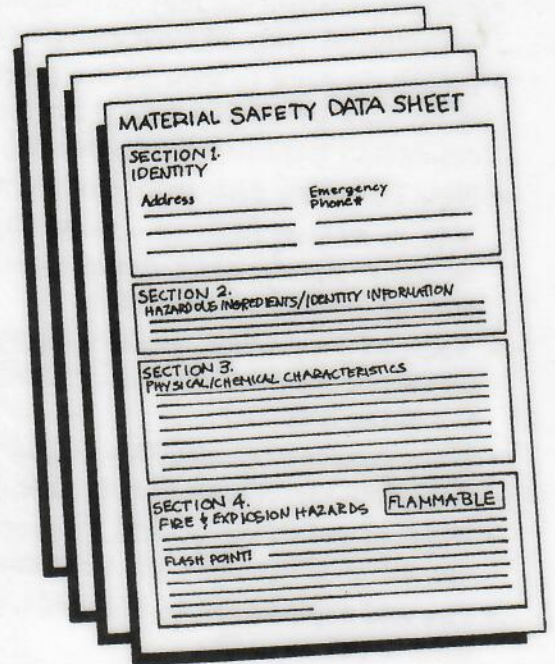 MATERIAL SAFETY DATA SHEET
SECTION 1.
IDENTITY
Address
Emergency
Phone#
SECTION 2.
HAZARDOUS INGREDIENTS/IDENTITY INFORMATION
SECTION 3.
PHYSICAL/CHEMICAL CHARACTERISTICS
SECTION 4.
FIRE & EXPLOSION HAZARDS
FLAMMABLE
FLASH POINT: